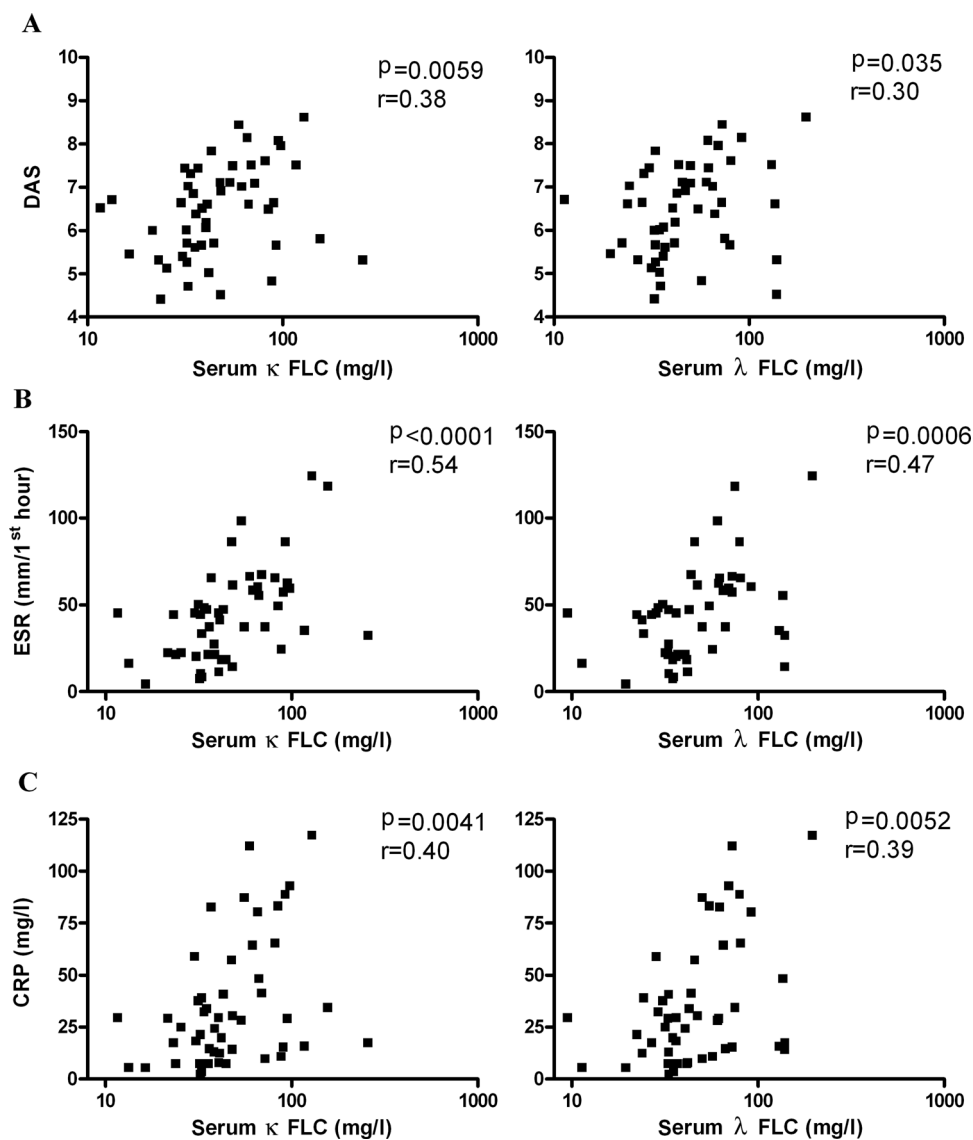 A
p=0.0059
r=0.38
p=0.035
r=0.30
DAS
10
9
8
7
6
5
4
10
100
1000
Serum κ FLC (mg/l)
10
9
8
7
6
5
4
10
100
1000
Serum λ FLC (mg/l)
B
p<0.0001
r=0.54
p=0.0006
r=0.47
ESR (mm/1st hour)
150
100
50
0
10
100
1000
Serum κ FLC (mg/l)
150
100
50
0
10
100
1000
Serum λ FLC (mg/l)
C
p=0.0041
r=0.40
p=0.0052
r=0.39
CRP (mg/l)
125
100
75
50
25
0
10
100
1000
Serum κ FLC (mg/l)
125
100
75
50
25
0
10
100
1000
Serum λ FLC (mg/l)